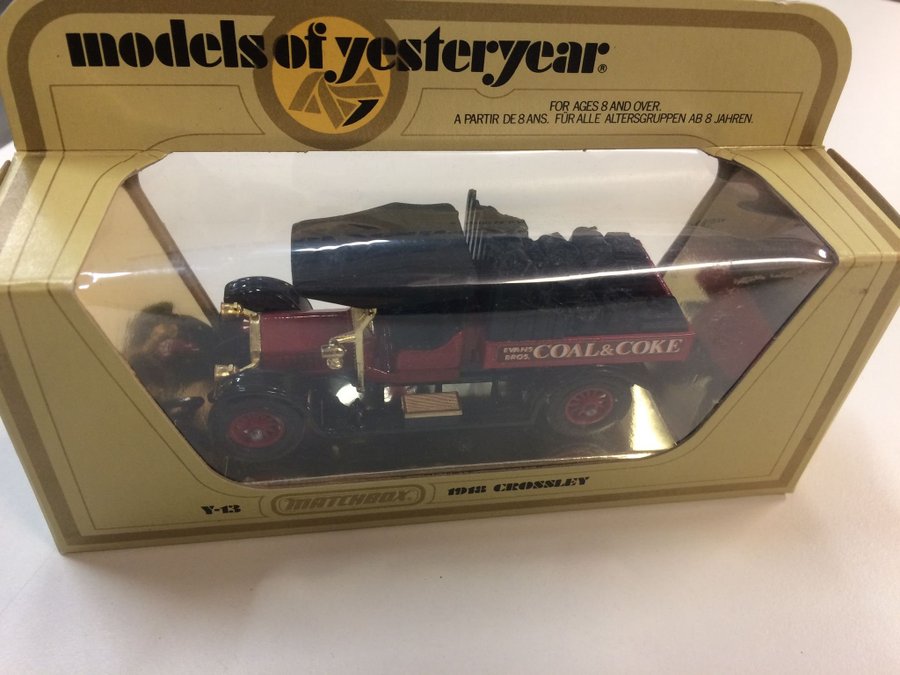 models of yesteryear®
FOR AGES 8 AND OVER.
A PARTIR DE 8 ANS. FÜR ALLE ALTERSGRUPPEN AB 8 JAHREN.
EVANS
BROS. COAL & COKE
Y-13 MATCHBOX® 1918 CROSSLEY